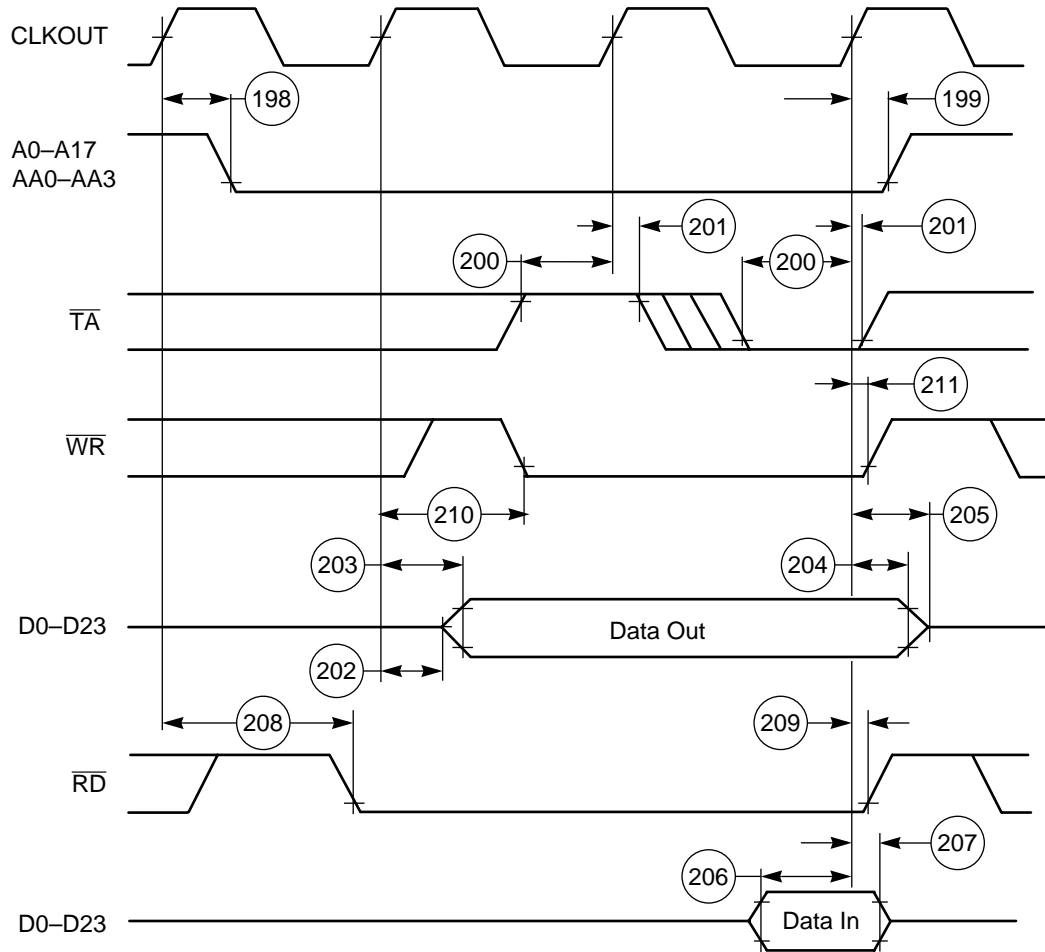 CLKOUT
198
199
A0–A17
AA0–AA3
201
201
200
200
TA
211
WR
210
205
203
204
D0–D23
Data Out
202
208
209
RD
207
206
D0–D23
Data In